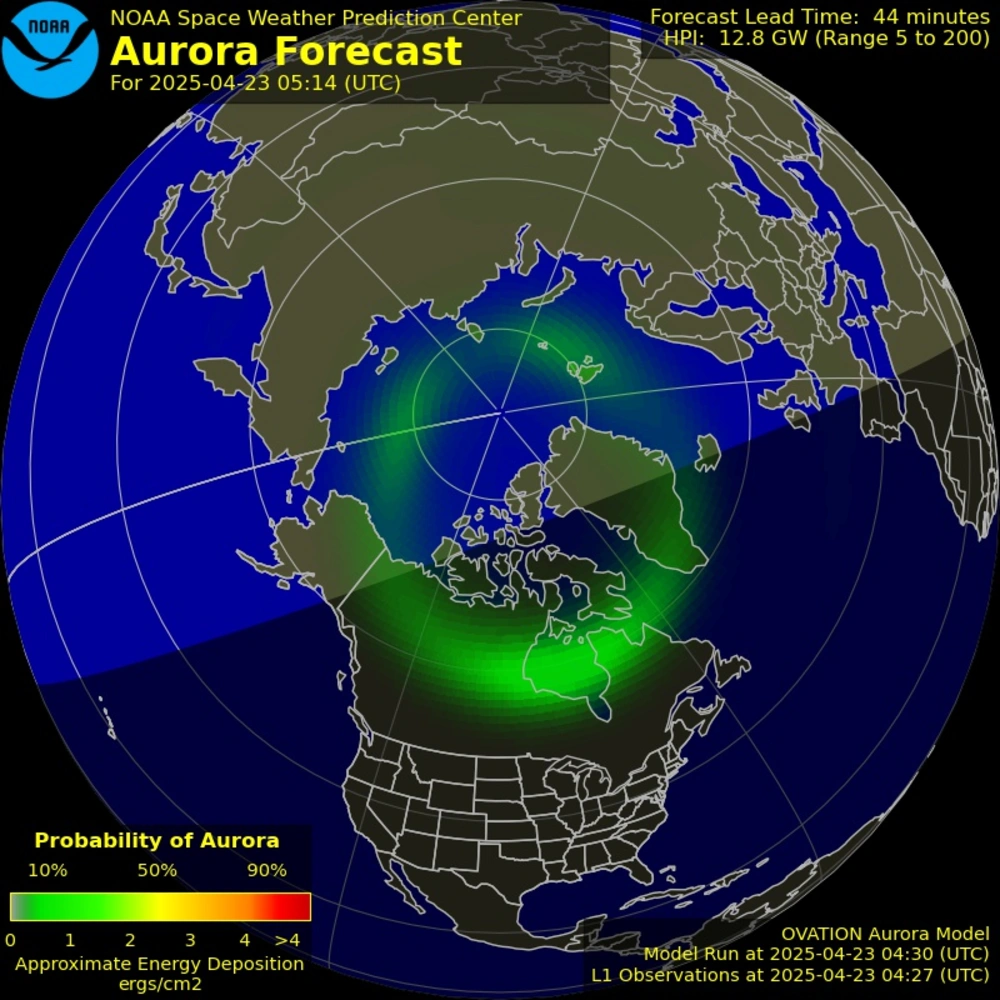 NOAA
NOAA Space Weather Prediction Center
Aurora Forecast
For 2025-04-23 05:14 (UTC)
Forecast Lead Time: 44 minutes
HPI: 12.8 GW (Range 5 to 200)
Probability of Aurora
10% 50% 90%
0 1 2 3 4 >4
Approximate Energy Deposition
ergs/cm2
OVATION Aurora Model
Model Run at 2025-04-23 04:30 (UTC)
L1 Observations at 2025-04-23 04:27 (UTC)